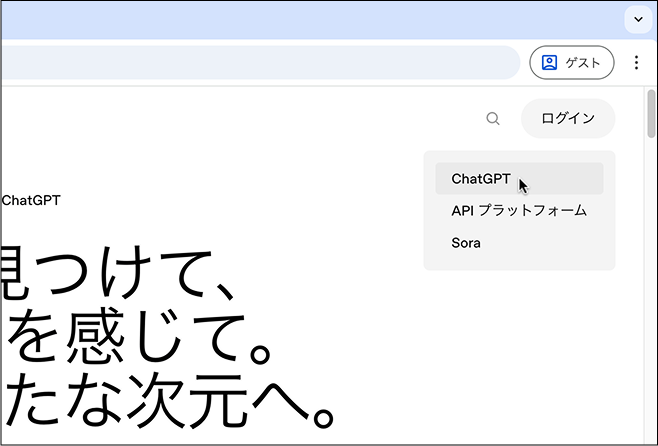 ゲスト
ログイン
ChatGPT
API プラットフォーム
Sora
ChatGPT
見つけて、
を感じて。
たな次元へ。